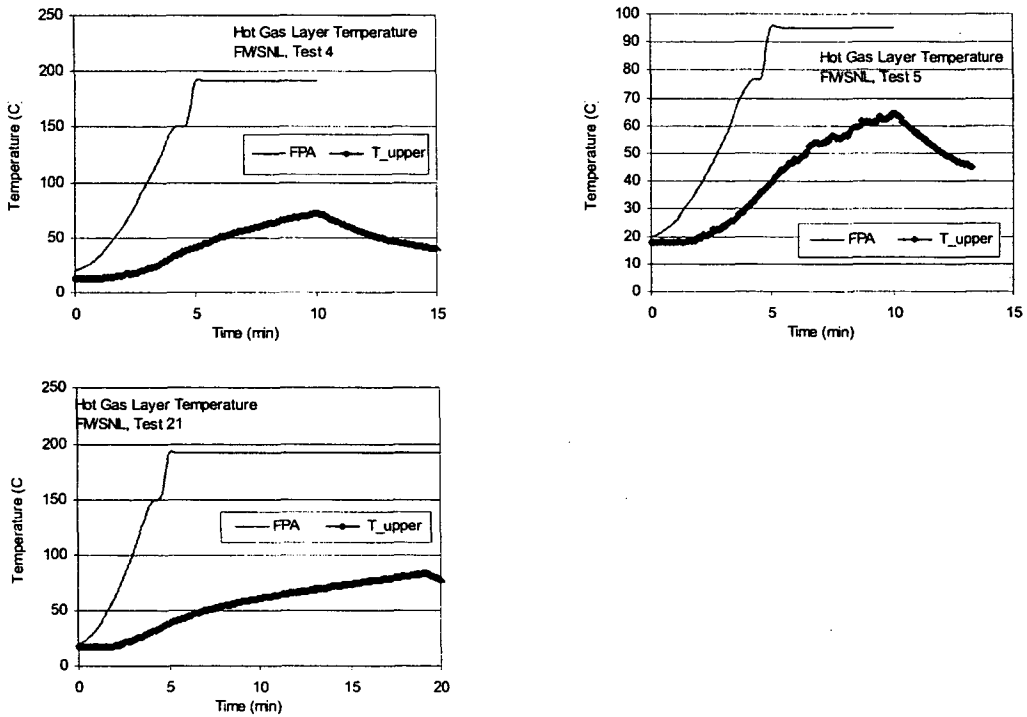 Hot Gas Layer Temperature
FM/SNL, Test 4
Temperature (C)
250
200
150
100
50
0
FPA T_upper
0 5 10 15
Time (min)
Hot Gas Layer Temperature
FM/SNL, Test 5
Temperature (C)
100
90
80
70
60
50
40
30
20
10
0
FPA T_upper
0 5 10 15
Time (min)
Hot Gas Layer Temperature
FM/SNL, Test 21
Temperature (C
250
200
150
100
50
0
FPA T_upper
0 5 10 15 20
Time (min)